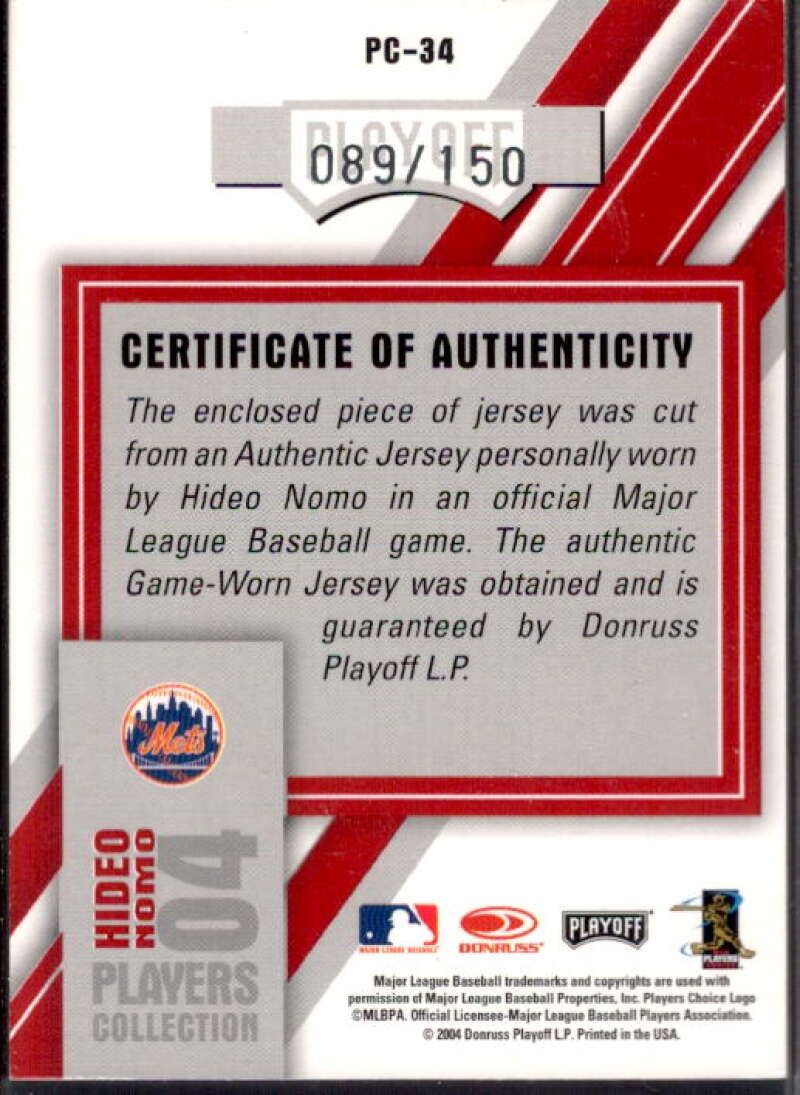 PC-34
PLAYOFF
089/150
CERTIFICATE OF AUTHENTICITY
The enclosed piece of jersey was cut
from an Authentic Jersey personally worn
by Hideo Nomo in an official Major
League Baseball game. The authentic
Game-Worn Jersey was obtained and is
guaranteed by Donruss
Playoff L.P.
Mets
HIDEO
NOMO
04
PLAYERS
COLLECTION
MAJOR LEAGUE BASEBALL
DONRUSS
PLAYOFF
PLAYERS
Major League Baseball trademarks and copyrights are used with
permission of Major League Baseball Properties, Inc. Players Choice Logo
©MLBPA. Official Licensee-Major League Baseball Players Association.
© 2004 Donruss Playoff L.P. Printed in the USA.